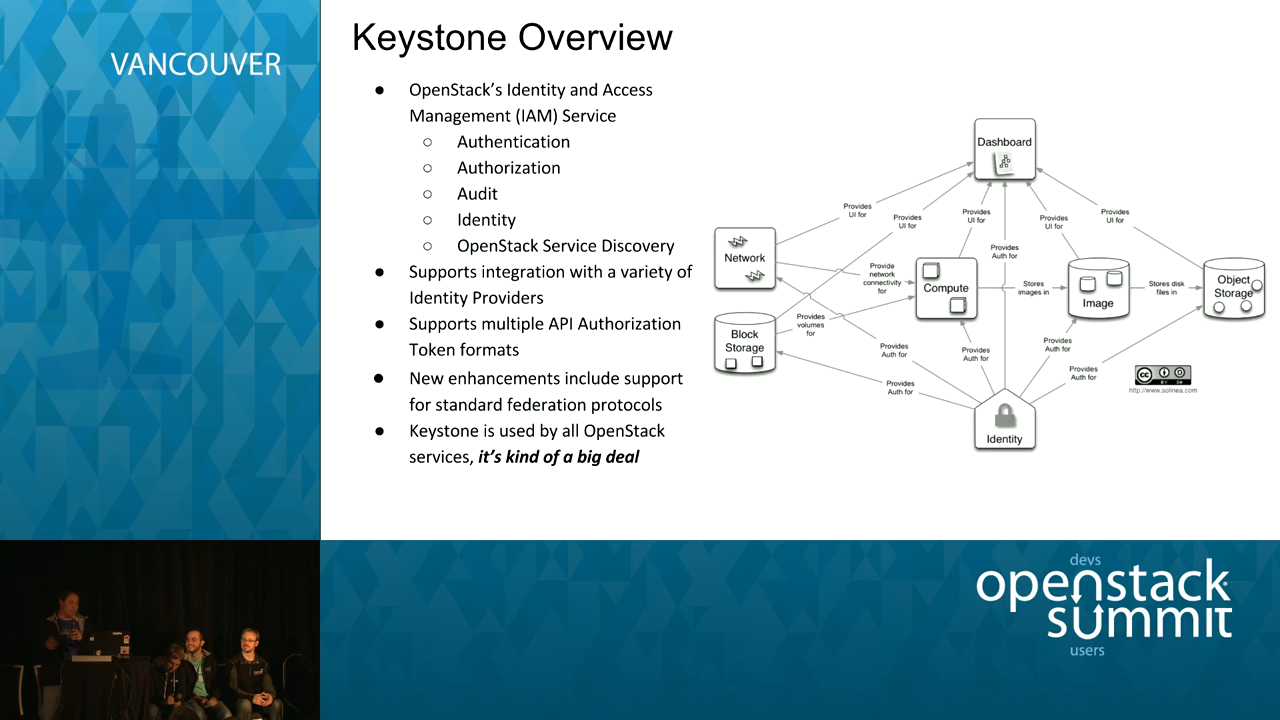 VANCOUVER
Keystone Overview
● OpenStack's Identity and Access
Management (IAM) Service
○ Authentication
○ Authorization
○ Audit
○ Identity
○ OpenStack Service Discovery
● Supports integration with a variety of
Identity Providers
● Supports multiple API Authorization
Token formats
● New enhancements include support
for standard federation protocols
● Keystone is used by all OpenStack
services, it's kind of a big deal
Dashboard
Provides
UI for
Provides
UI for
Provides
UI for
Provides
UI for
Provides
UI for
Provides
Auth for
Network
Provide
network
connectivity
for
Compute
Stores
images in
Image
Stores disk
files in
Object
Storage
Block
Storage
Provides
volumes
for
Provides
Auth for
Provides
Auth for
Provides
Auth for
Provides
Auth for
Provides
Auth for
Identity
cc
BY
http://www.solinea.com
devs
openstack
summit
users